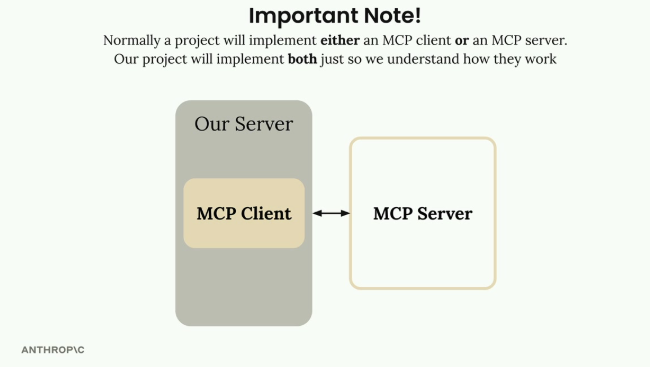 Important Note!
Normally a project will implement either an MCP client or an MCP server.
Our project will implement both just so we understand how they work
Our Server
MCP Client
MCP Server
ANTHROP\C